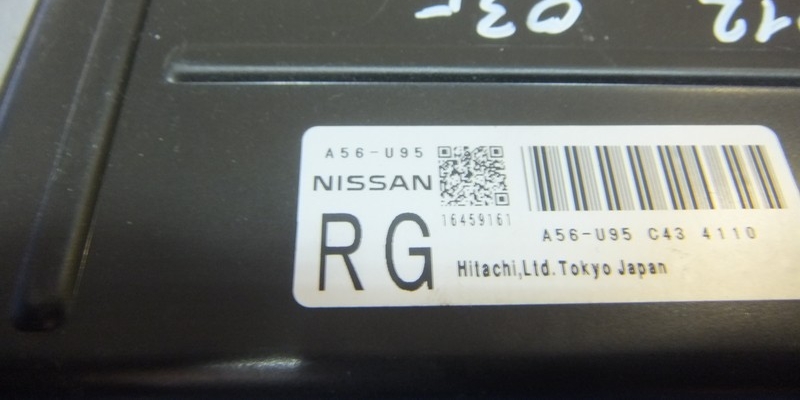 A56-U95
NISSAN
RG
16459161
A56-U95 C43 4110
Hitachi,Ltd.Tokyo Japan